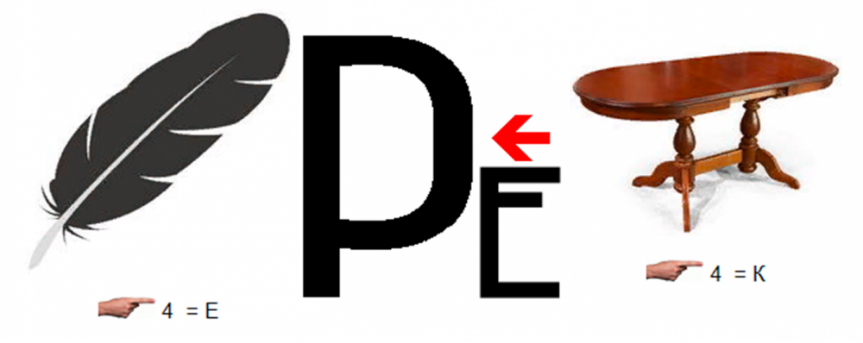 Р
Е
4 = К
4 = Е